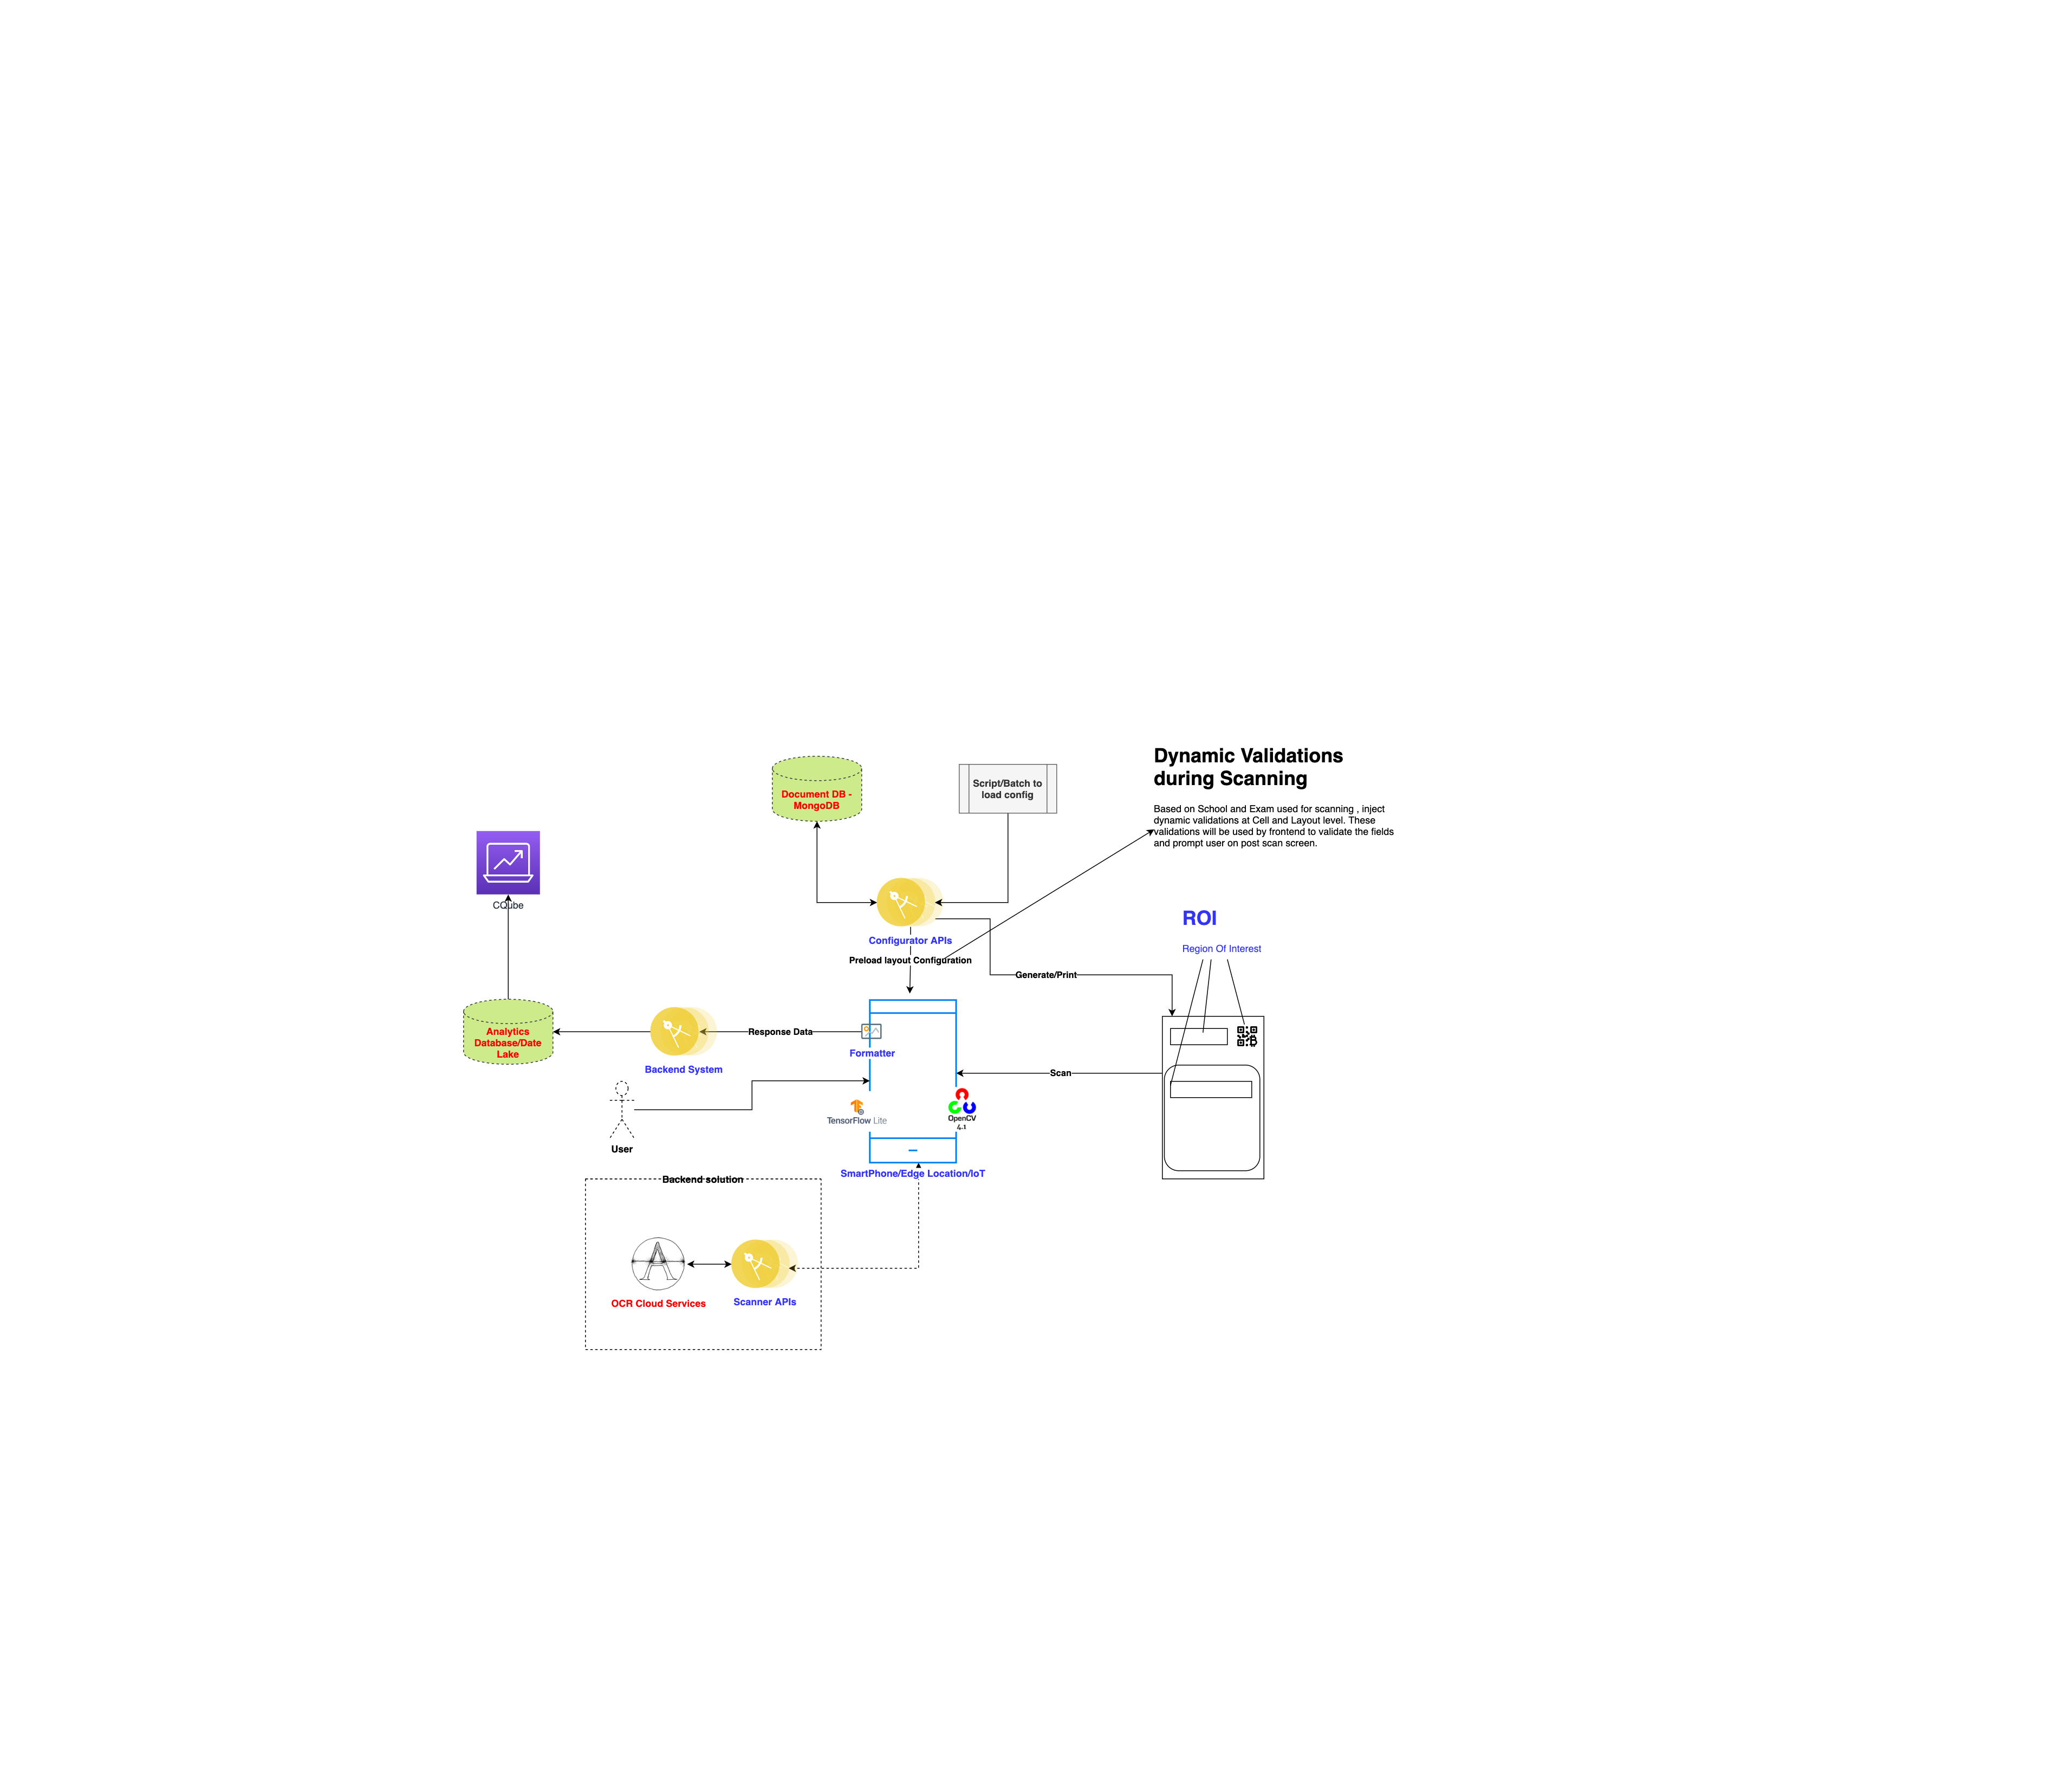 Dynamic Validations
during Scanning
Document DB -
MongoDB
Script/Batch to
load config
Based on School and Exam used for scanning , inject
dynamic validations at Cell and Layout level. These
validations will be used by frontend to validate the fields
and prompt user on post scan screen.
CQube
ROI
Configurator APIs
Region Of Interest
Preload layout Configuration
Generate/Print
Analytics
Database/Date
Lake
Response Data
Formatter
Backend System
Scan
TensorFlow Lite
OpenCV
4.1
User
SmartPhone/Edge Location/IoT
Backend solution
OCR Cloud Services
Scanner APIs